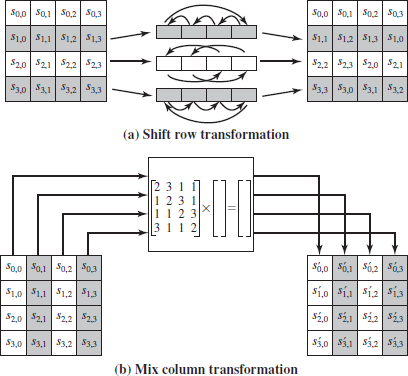 s0,0 s0,1 s0,2 s0,3 s0,0 s0,1 s0,2 s0,3
s1,0 s1,1 s1,2 s1,3 s1,1 s1,2 s1,3 s1,0
s2,0 s2,1 s2,2 s2,3 s2,2 s2,3 s2,0 s2,1
s3,0 s3,1 s3,2 s3,3 s3,3 s3,0 s3,1 s3,2
(a) Shift row transformation
2 3 1 1
1 2 3 1
1 1 2 3
3 1 1 2
× =
s0,0 s0,1 s0,2 s0,3 s′0,0 s′0,1 s′0,2 s′0,3
s1,0 s1,1 s1,2 s1,3 s′1,0 s′1,1 s′1,2 s′1,3
s2,0 s2,1 s2,2 s2,3 s′2,0 s′2,1 s′2,2 s′2,3
s3,0 s3,1 s3,2 s3,3 s′3,0 s′3,1 s′3,2 s′3,3
(b) Mix column transformation